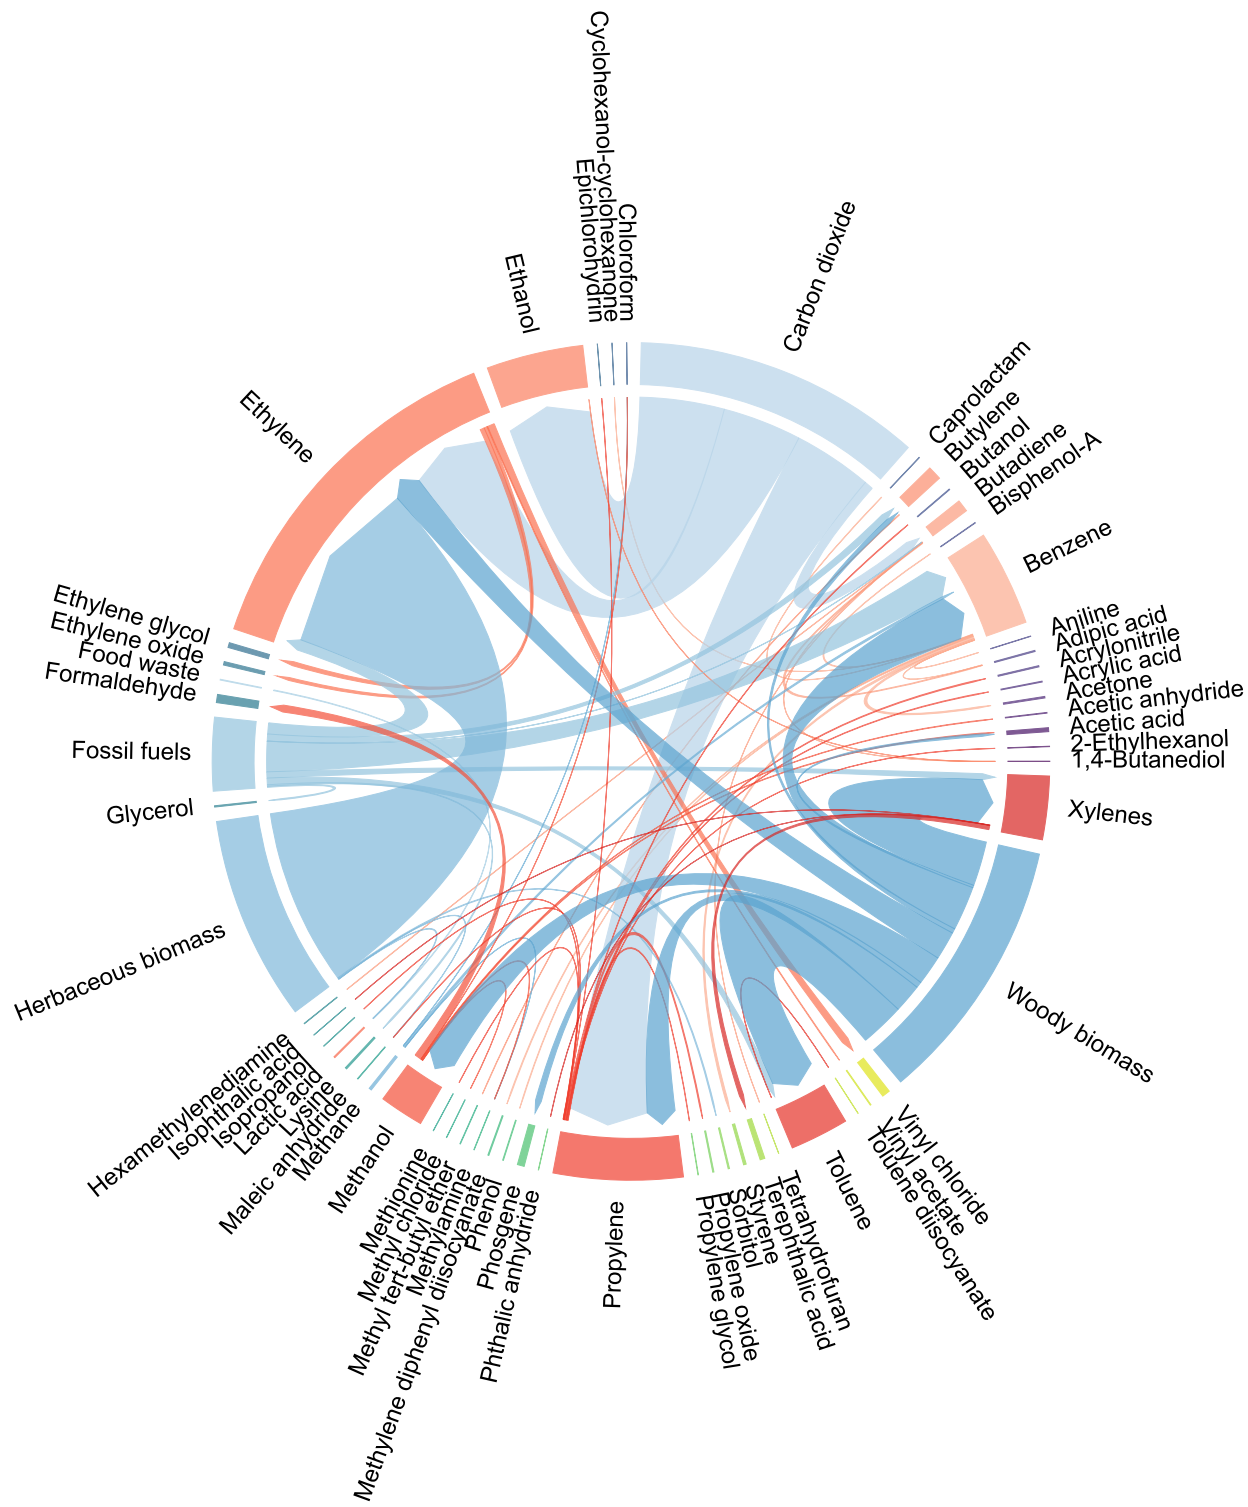 Cyclohexanol-cyclohexanone
Epichlorohydrin
Chloroform
Carbon dioxide
Caprolactam
Butylene
Butanol
Butadiene
Bisphenol-A
Benzene
Aniline
Adipic acid
Acrylonitrile
Acrylic acid
Acetone
Acetic anhydride
Acetic acid
2-Ethylhexanol
1,4-Butanediol
Xylenes
Woody biomass
Vinyl chloride
Vinyl acetate
Toluene diisocyanate
Toluene
Tetrahydrofuran
Terephthalic acid
Styrene
Sorbitol
Propylene oxide
Propylene glycol
Propylene
Phthalic anhydride
Phosgene
Phenol
Methylene diphenyl diisocyanate
Methylamine
Methyl tert-butyl ether
Methyl chloride
Methionine
Methanol
Methane
Maleic anhydride
Lysine
Lactic acid
Isopropanol
Isophthalic acid
Hexamethylenediamine
Herbaceous biomass
Glycerol
Fossil fuels
Formaldehyde
Food waste
Ethylene oxide
Ethylene glycol
Ethylene
Ethanol